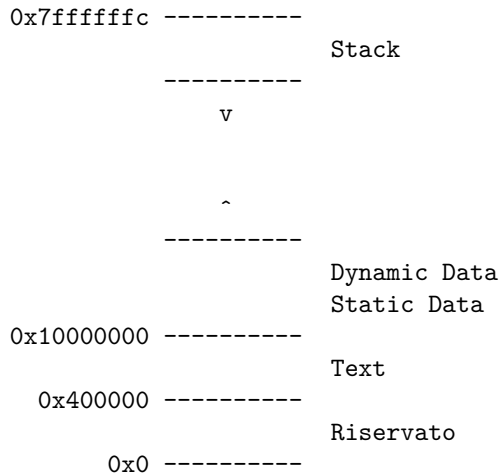 0x7ffffffc ----------
Stack
----------
v
^
----------
Dynamic Data
Static Data
0x10000000 ----------
Text
0x400000 ----------
Riservato
0x0 ----------